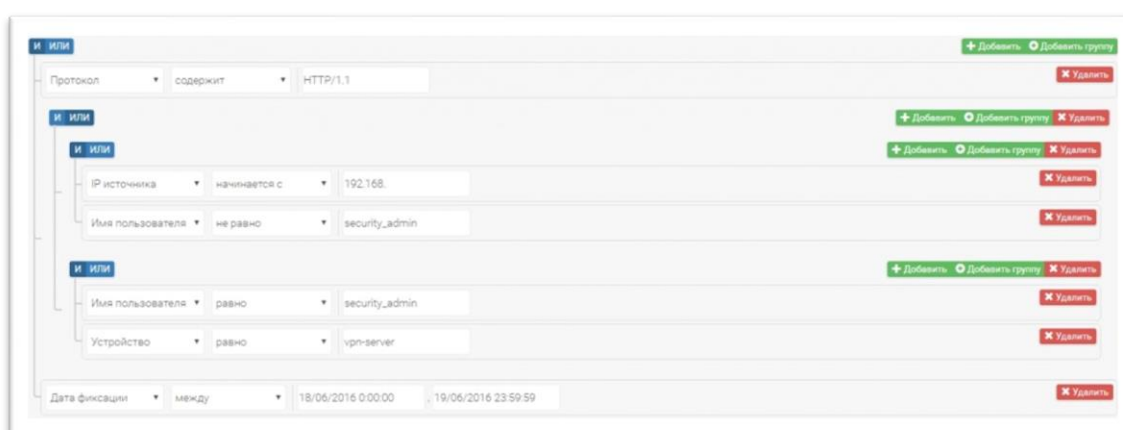 И ИЛИ Добавить Добавить группу
Протокол содержит HTTP/1.1 Удалить
И ИЛИ Добавить Добавить группу Удалить
И ИЛИ Добавить Добавить группу Удалить
IP источника начинается с 192.168. Удалить
Имя пользователя не равно security_admin Удалить
И ИЛИ Добавить Добавить группу Удалить
Имя пользователя равно security_admin Удалить
Устройство равно vpn-server Удалить
Дата фиксации между 18/06/2016 0:00:00 , 19/06/2016 23:59:59 Удалить